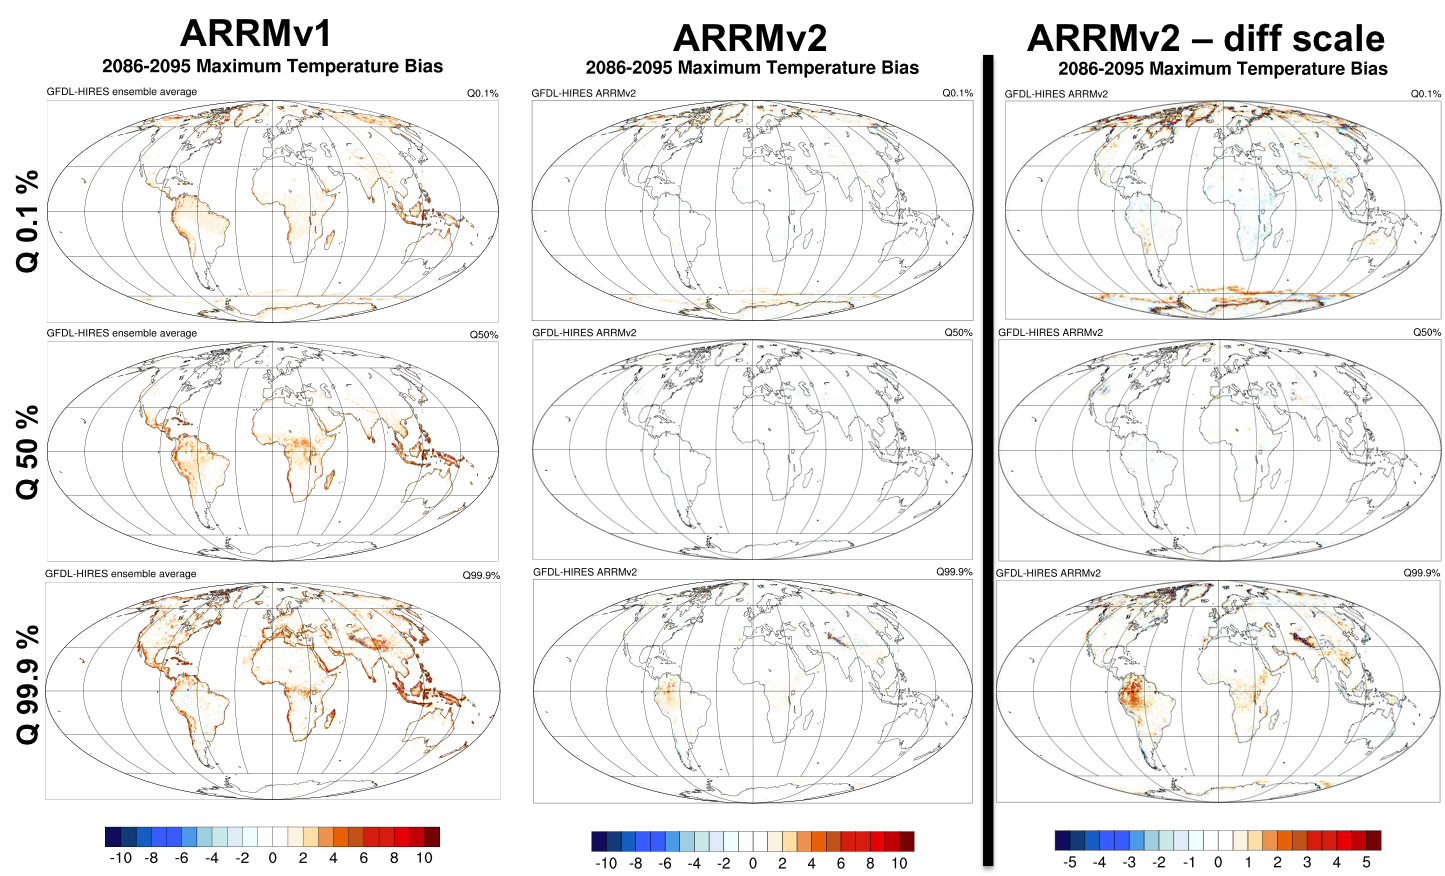 ARRMv1
2086-2095 Maximum Temperature Bias
ARRMv2
2086-2095 Maximum Temperature Bias
ARRMv2 – diff scale
2086-2095 Maximum Temperature Bias
Q 0.1 %
GFDL-HIRES ensemble average
Q0.1%
GFDL-HIRES ARRMv2
Q0.1%
GFDL-HIRES ARRMv2
Q0.1%
Q 50 %
GFDL-HIRES ensemble average
Q50%
GFDL-HIRES ARRMv2
Q50%
GFDL-HIRES ARRMv2
Q50%
Q 99.9 %
GFDL-HIRES ensemble average
Q99.9%
GFDL-HIRES ARRMv2
Q99.9%
GFDL-HIRES ARRMv2
Q99.9%
-10 -8 -6 -4 -2 0 2 4 6 8 10
-10 -8 -6 -4 -2 0 2 4 6 8 10
-5 -4 -3 -2 -1 0 1 2 3 4 5